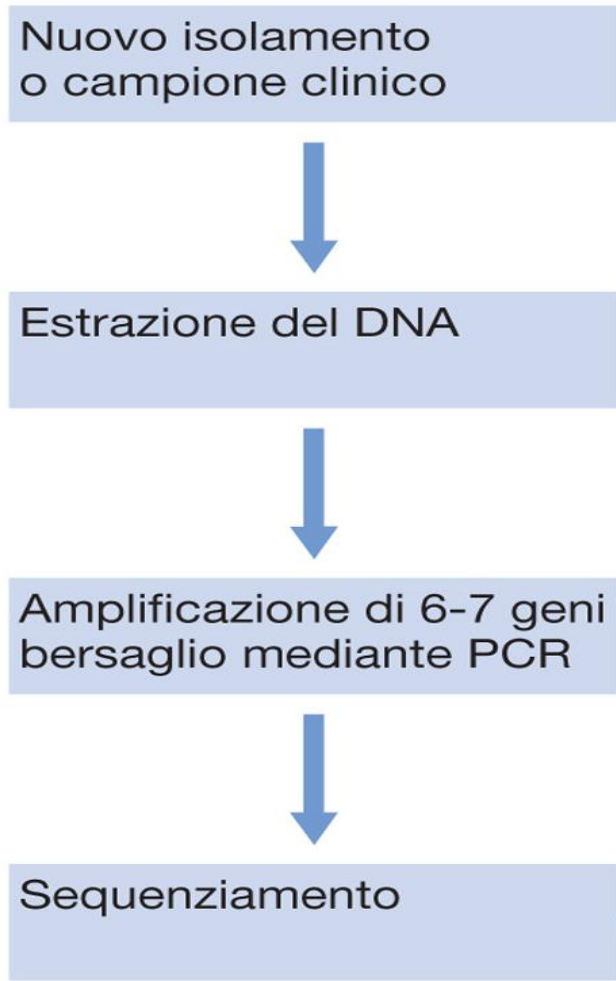 Nuovo isolamento
o campione clinico
Estrazione del DNA
Amplificazione di 6-7 geni
bersaglio mediante PCR
Sequenziamento